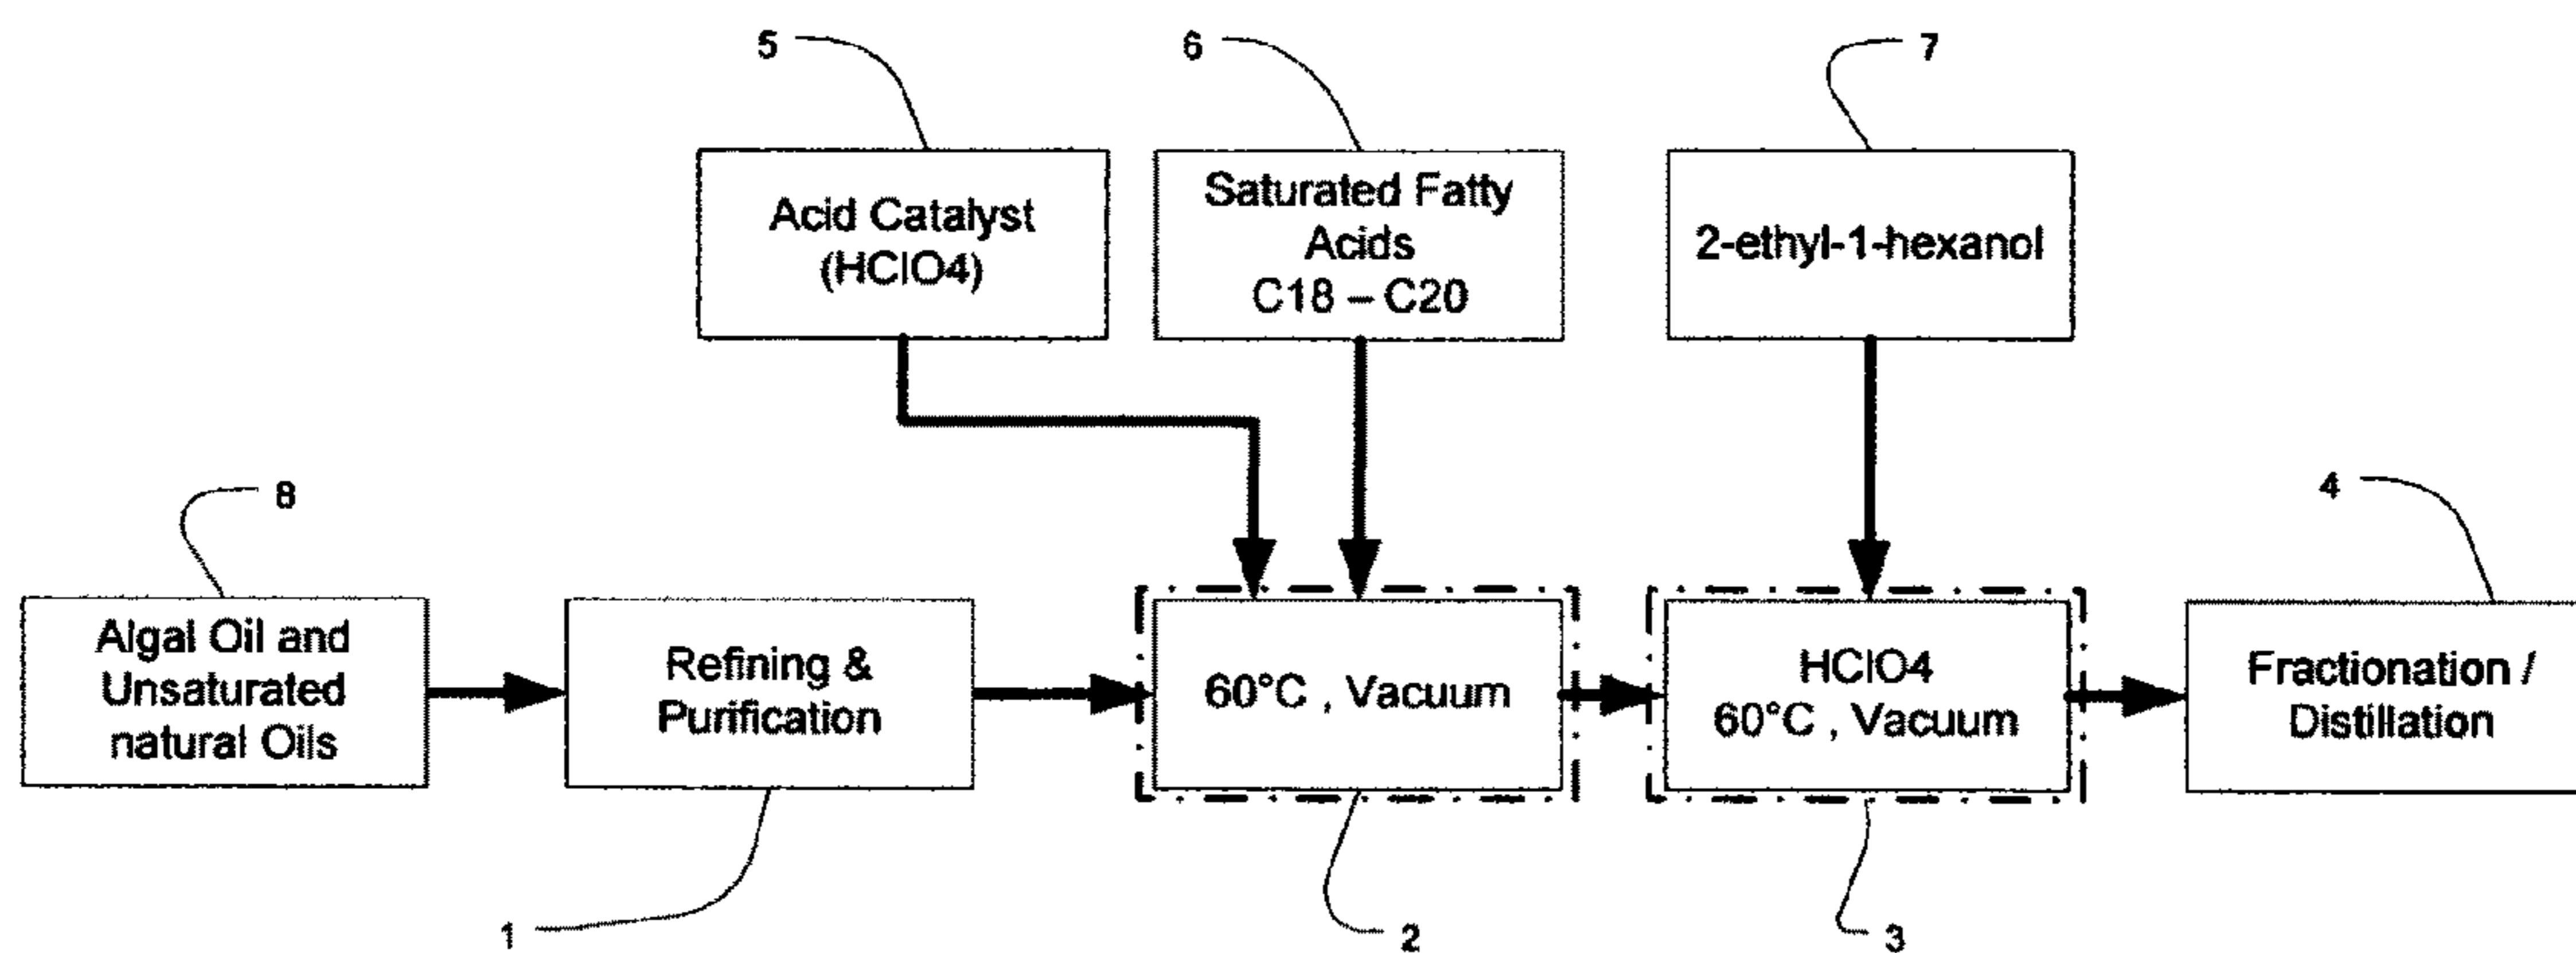 5
6
7
Acid Catalyst
(HClO4)
Saturated Fatty
Acids
C18 – C20
2-ethyl-1-hexanol
8
4
Algal Oil and
Unsaturated
natural Oils
Refining &
Purification
60°C , Vacuum
HClO4
60°C , Vacuum
Fractionation /
Distillation
1
2
3